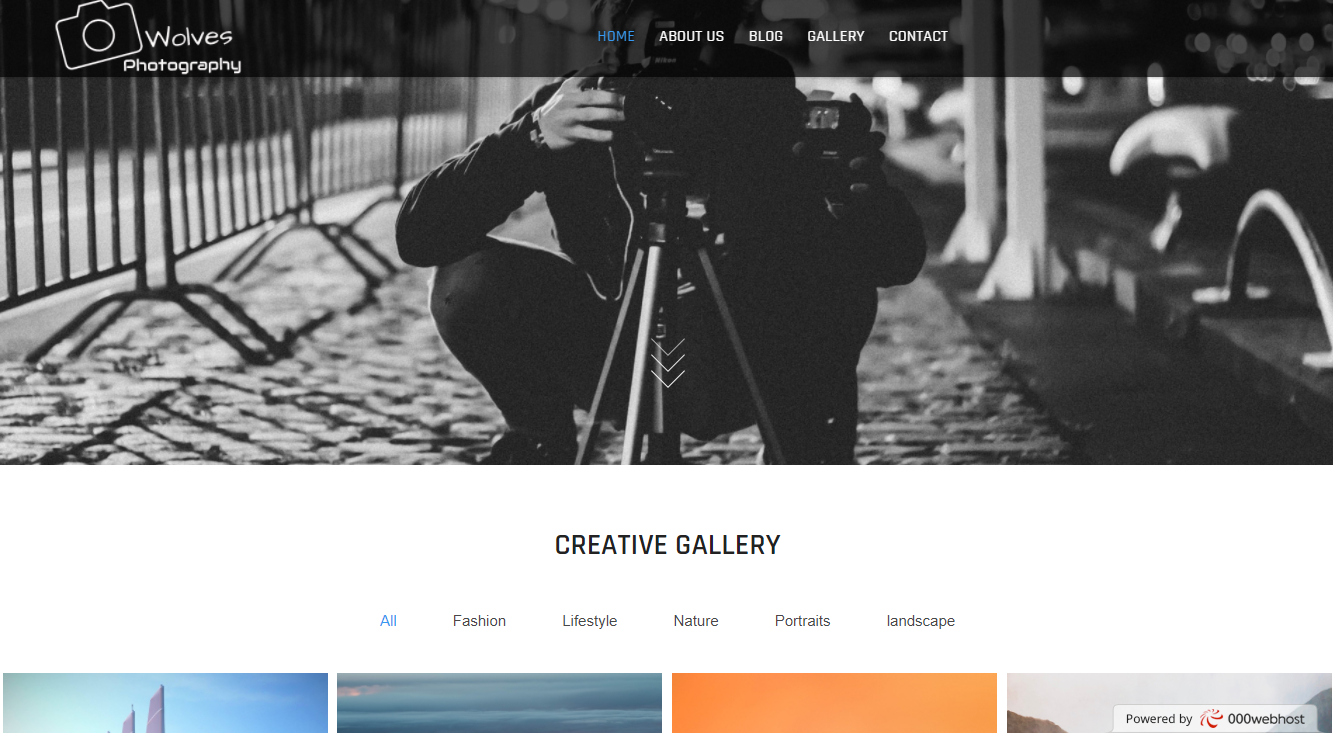 Wolves
Photography
HOME ABOUT US BLOG GALLERY CONTACT
Nikon
CREATIVE GALLERY
All Fashion Lifestyle Nature Portraits landscape
Powered by 000webhost